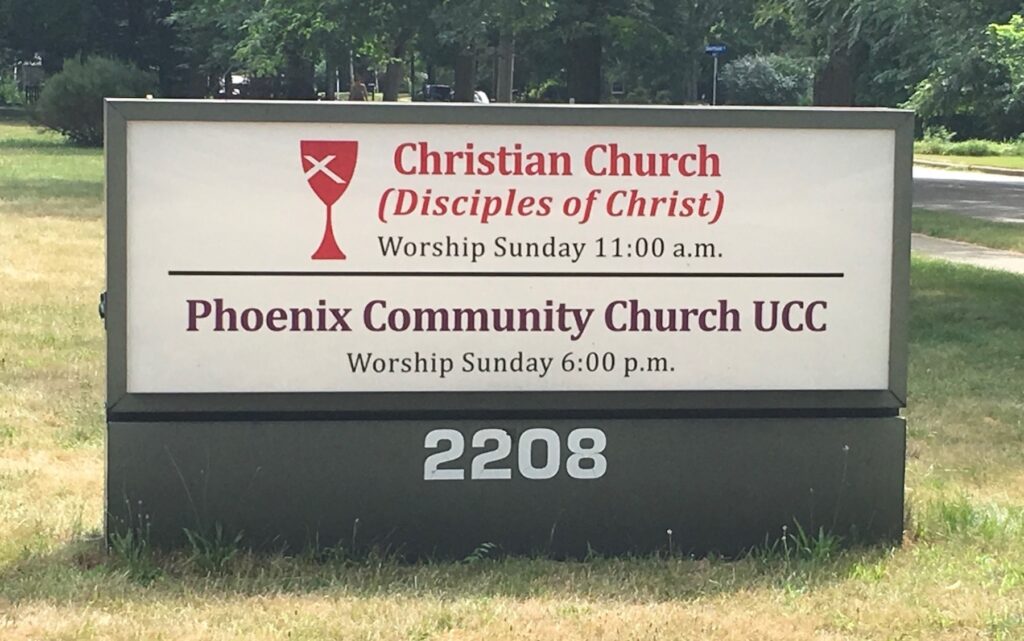 Christian Church
(Disciples of Christ)
Worship Sunday 11:00 a.m.
Phoenix Community Church UCC
Worship Sunday 6:00 p.m.
2208